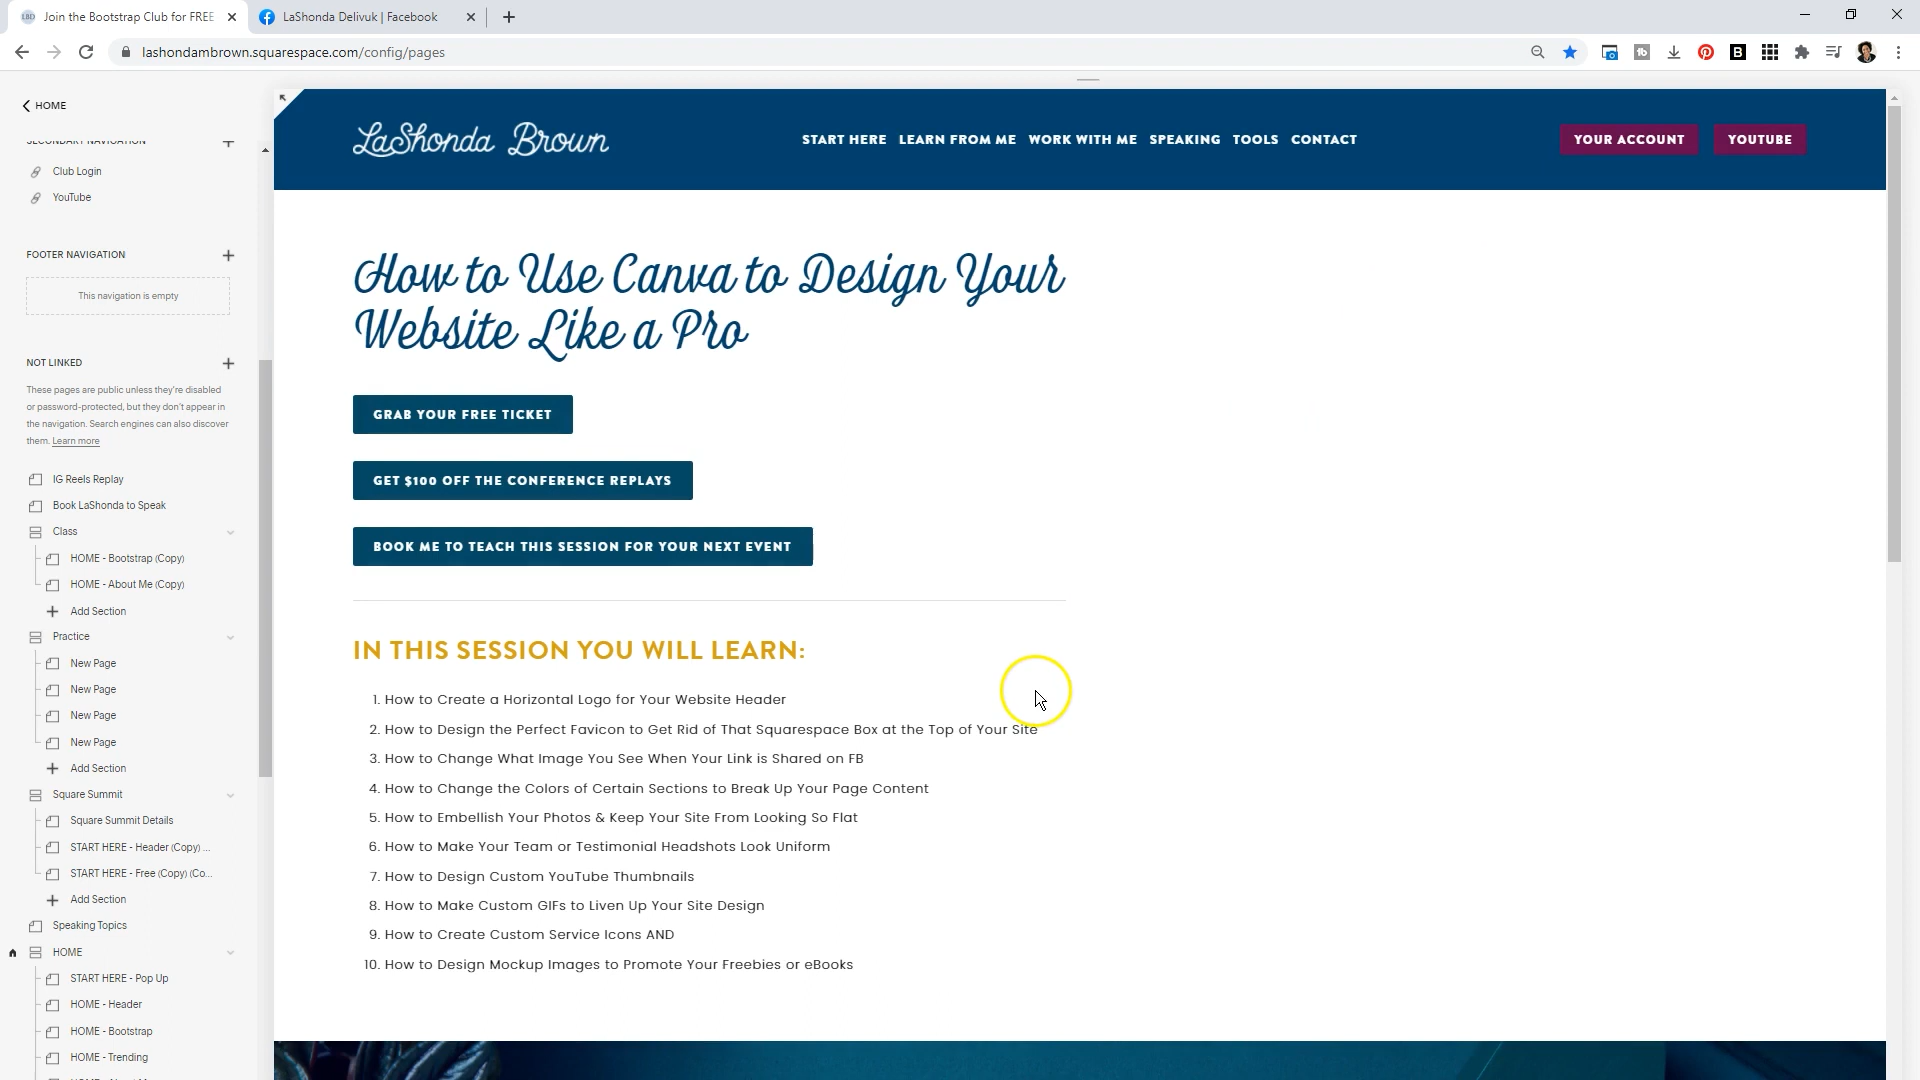 Join the Bootstrap Club for FREE
LaShonda Delivuk | Facebook
lashondambrown.squarespace.com/config/pages
HOME
SECONDARY NAVIGATION
Club Login
YouTube
FOOTER NAVIGATION
This navigation is empty
NOT LINKED
These pages are public unless they're disabled
or password-protected, but they don't appear in
the navigation. Search engines can also discover
them. Learn more
IG Reels Replay
Book LaShonda to Speak
Class
HOME - Bootstrap (Copy)
HOME - About Me (Copy)
Add Section
Practice
New Page
New Page
New Page
New Page
Add Section
Square Summit
Square Summit Details
START HERE - Header (Copy) ...
START HERE - Free (Copy) (Co...
Add Section
Speaking Topics
HOME
START HERE - Pop Up
HOME - Header
HOME - Bootstrap
HOME - Trending
LaShonda Brown
START HERE LEARN FROM ME WORK WITH ME SPEAKING TOOLS CONTACT
YOUR ACCOUNT
YOUTUBE
How to Use Canva to Design Your
Website Like a Pro
GRAB YOUR FREE TICKET
GET $100 OFF THE CONFERENCE REPLAYS
BOOK ME TO TEACH THIS SESSION FOR YOUR NEXT EVENT
IN THIS SESSION YOU WILL LEARN:
1. How to Create a Horizontal Logo for Your Website Header
2. How to Design the Perfect Favicon to Get Rid of That Squarespace Box at the Top of Your Site
3. How to Change What Image You See When Your Link is Shared on FB
4. How to Change the Colors of Certain Sections to Break Up Your Page Content
5. How to Embellish Your Photos & Keep Your Site From Looking So Flat
6. How to Make Your Team or Testimonial Headshots Look Uniform
7. How to Design Custom YouTube Thumbnails
8. How to Make Custom GIFs to Liven Up Your Site Design
9. How to Create Custom Service Icons AND
10. How to Design Mockup Images to Promote Your Freebies or eBooks